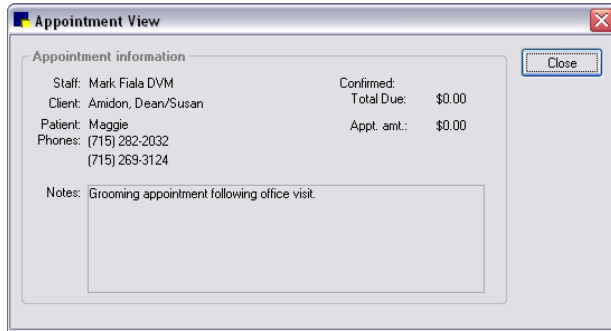 Appointment View
Appointment information
Close
Staff: Mark Fiala DVM
Confirmed:
Client: Amidon, Dean/Susan
Total Due: $0.00
Patient: Maggie
Appt. amt.: $0.00
Phones: (715) 282-2032
(715) 269-3124
Notes: Grooming appointment following office visit.